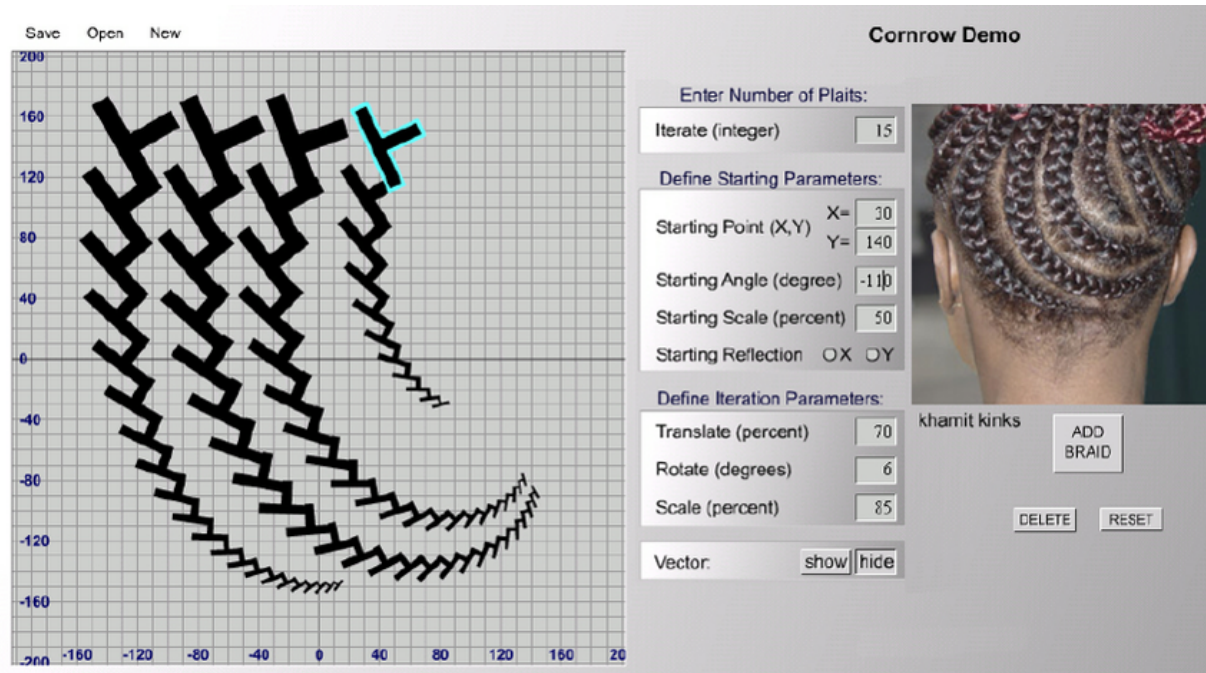 Save Open New
Cornrow Demo
200
160
120
80
40
0
-40
-80
-120
-160
-200
-160 -120 -80 -40 0 40 80 120 160 20
Enter Number of Plaits:
Iterate (integer) 15
Define Starting Parameters:
Starting Point (X,Y) X= 30
Y= 140
Starting Angle (degree) -110
Starting Scale (percent) 50
Starting Reflection X Y
Define Iteration Parameters:
Translate (percent) 70
Rotate (degrees) 6
Scale (percent) 85
Vector: show hide
khamit kinks
ADD
BRAID
DELETE RESET